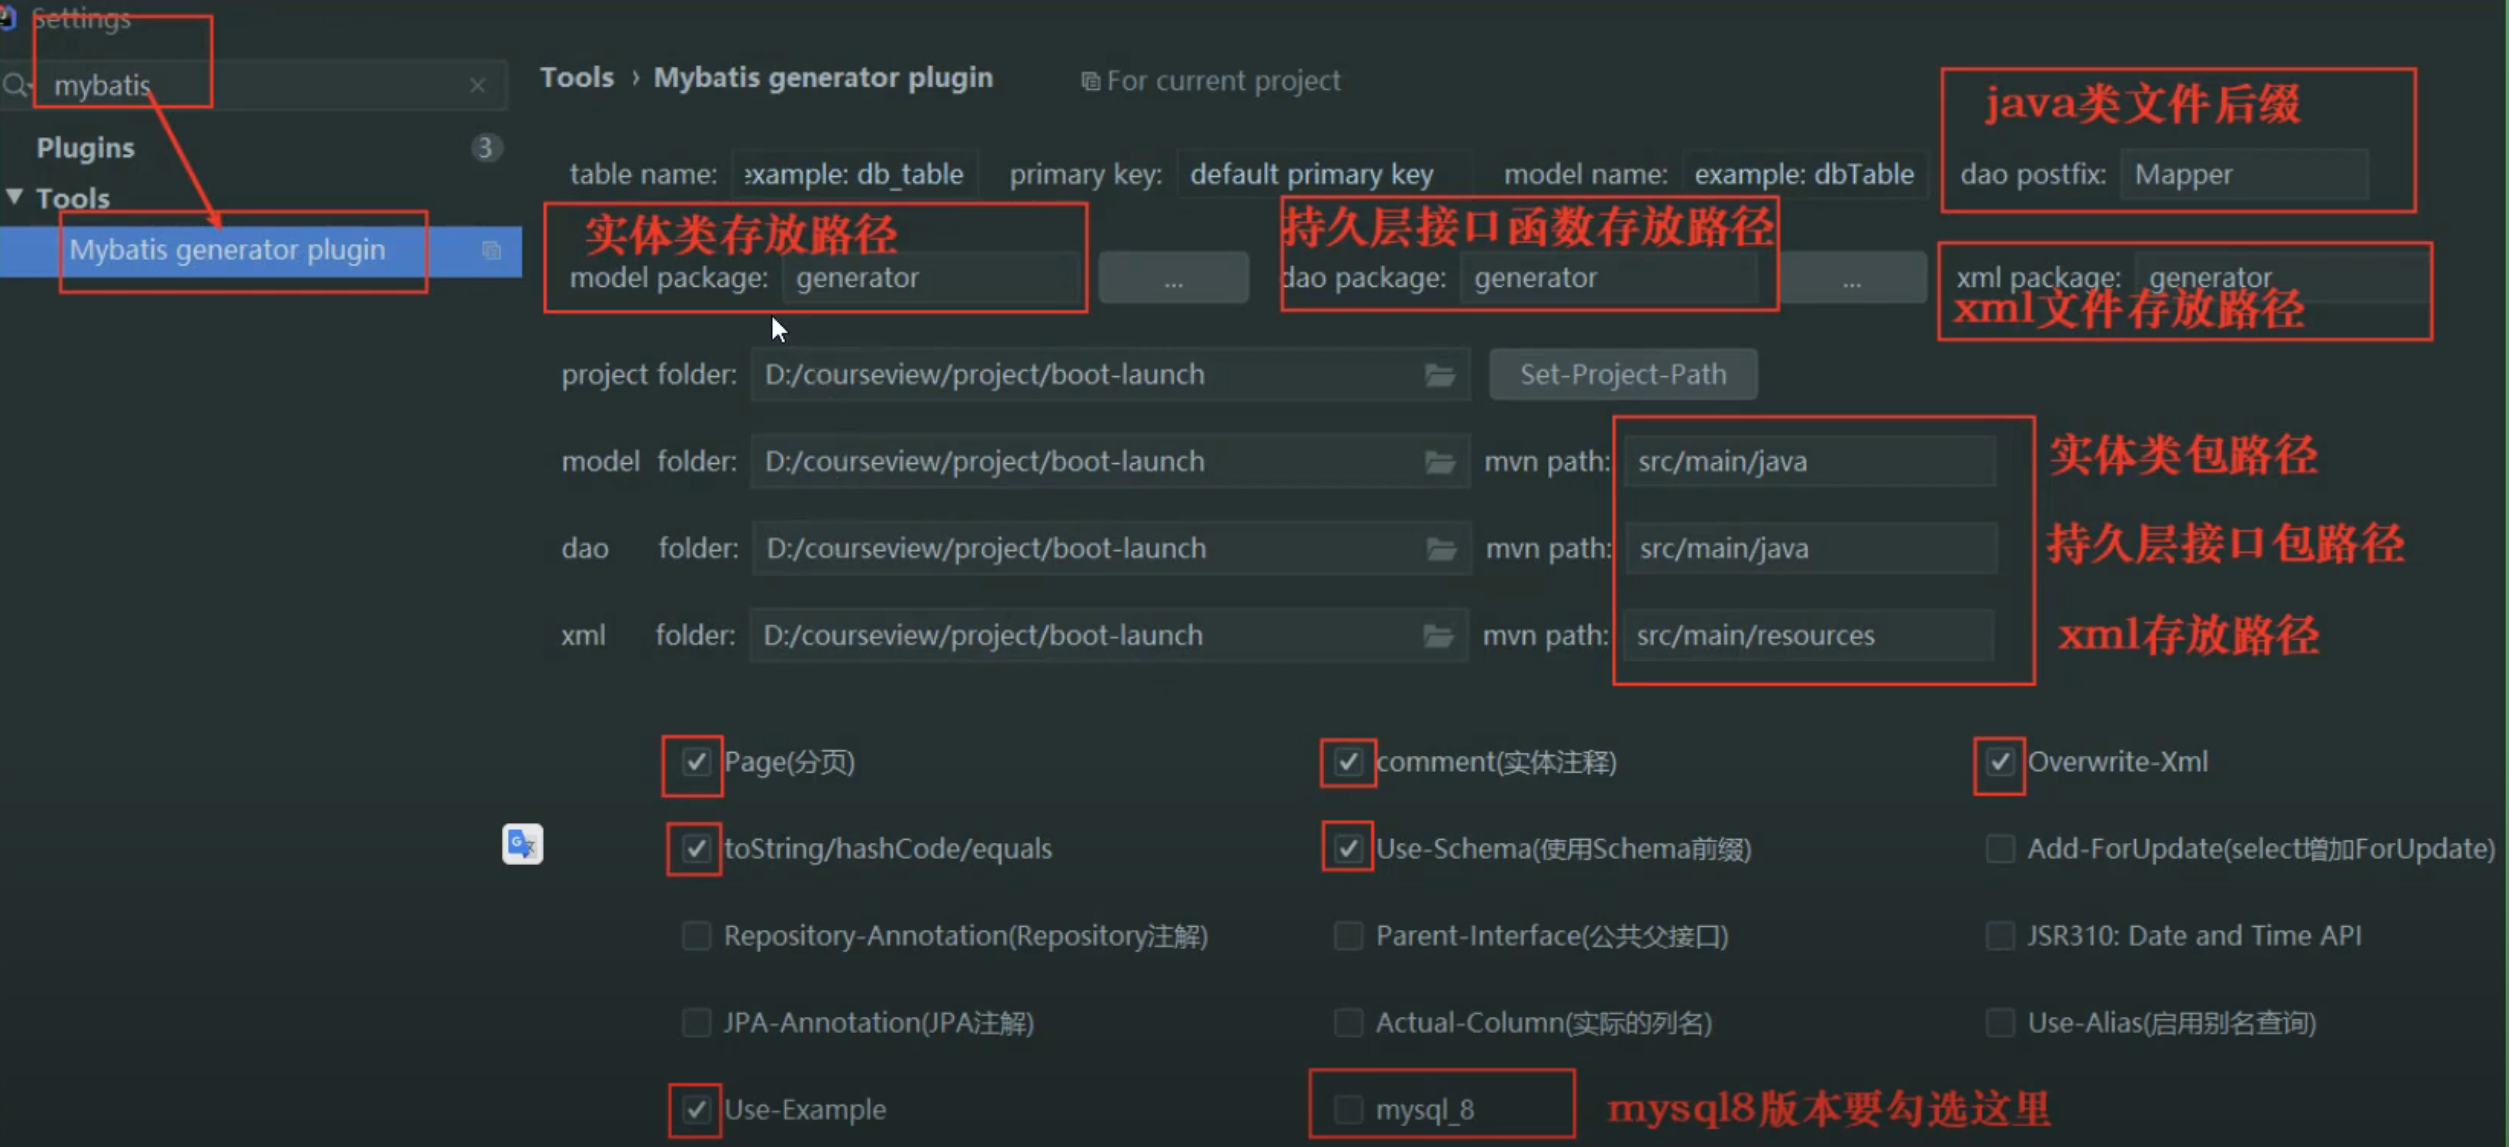 Settings
mybatis
Plugins 3
Tools
Mybatis generator plugin
Tools › Mybatis generator plugin For current project
java类文件后缀
table name: example: db_table primary key: default primary key model name: example: dbTable dao postfix: Mapper
实体类存放路径 持久层接口函数存放路径
model package: generator ... dao package: generator ... xml package: generator
xml文件存放路径
project folder: D:/courseview/project/boot-launch Set-Project-Path
model folder: D:/courseview/project/boot-launch mvn path: src/main/java 实体类包路径
dao folder: D:/courseview/project/boot-launch mvn path: src/main/java 持久层接口包路径
xml folder: D:/courseview/project/boot-launch mvn path: src/main/resources xml存放路径
Page(分页) comment(实体注释) Overwrite-Xml
toString/hashCode/equals Use-Schema(使用Schema前缀) Add-ForUpdate(select增加ForUpdate)
Repository-Annotation(Repository注解) Parent-Interface(公共父接口) JSR310: Date and Time API
JPA-Annotation(JPA注解) Actual-Column(实际的列名) Use-Alias(启用别名查询)
Use-Example mysql_8 mysql8版本要勾选这里